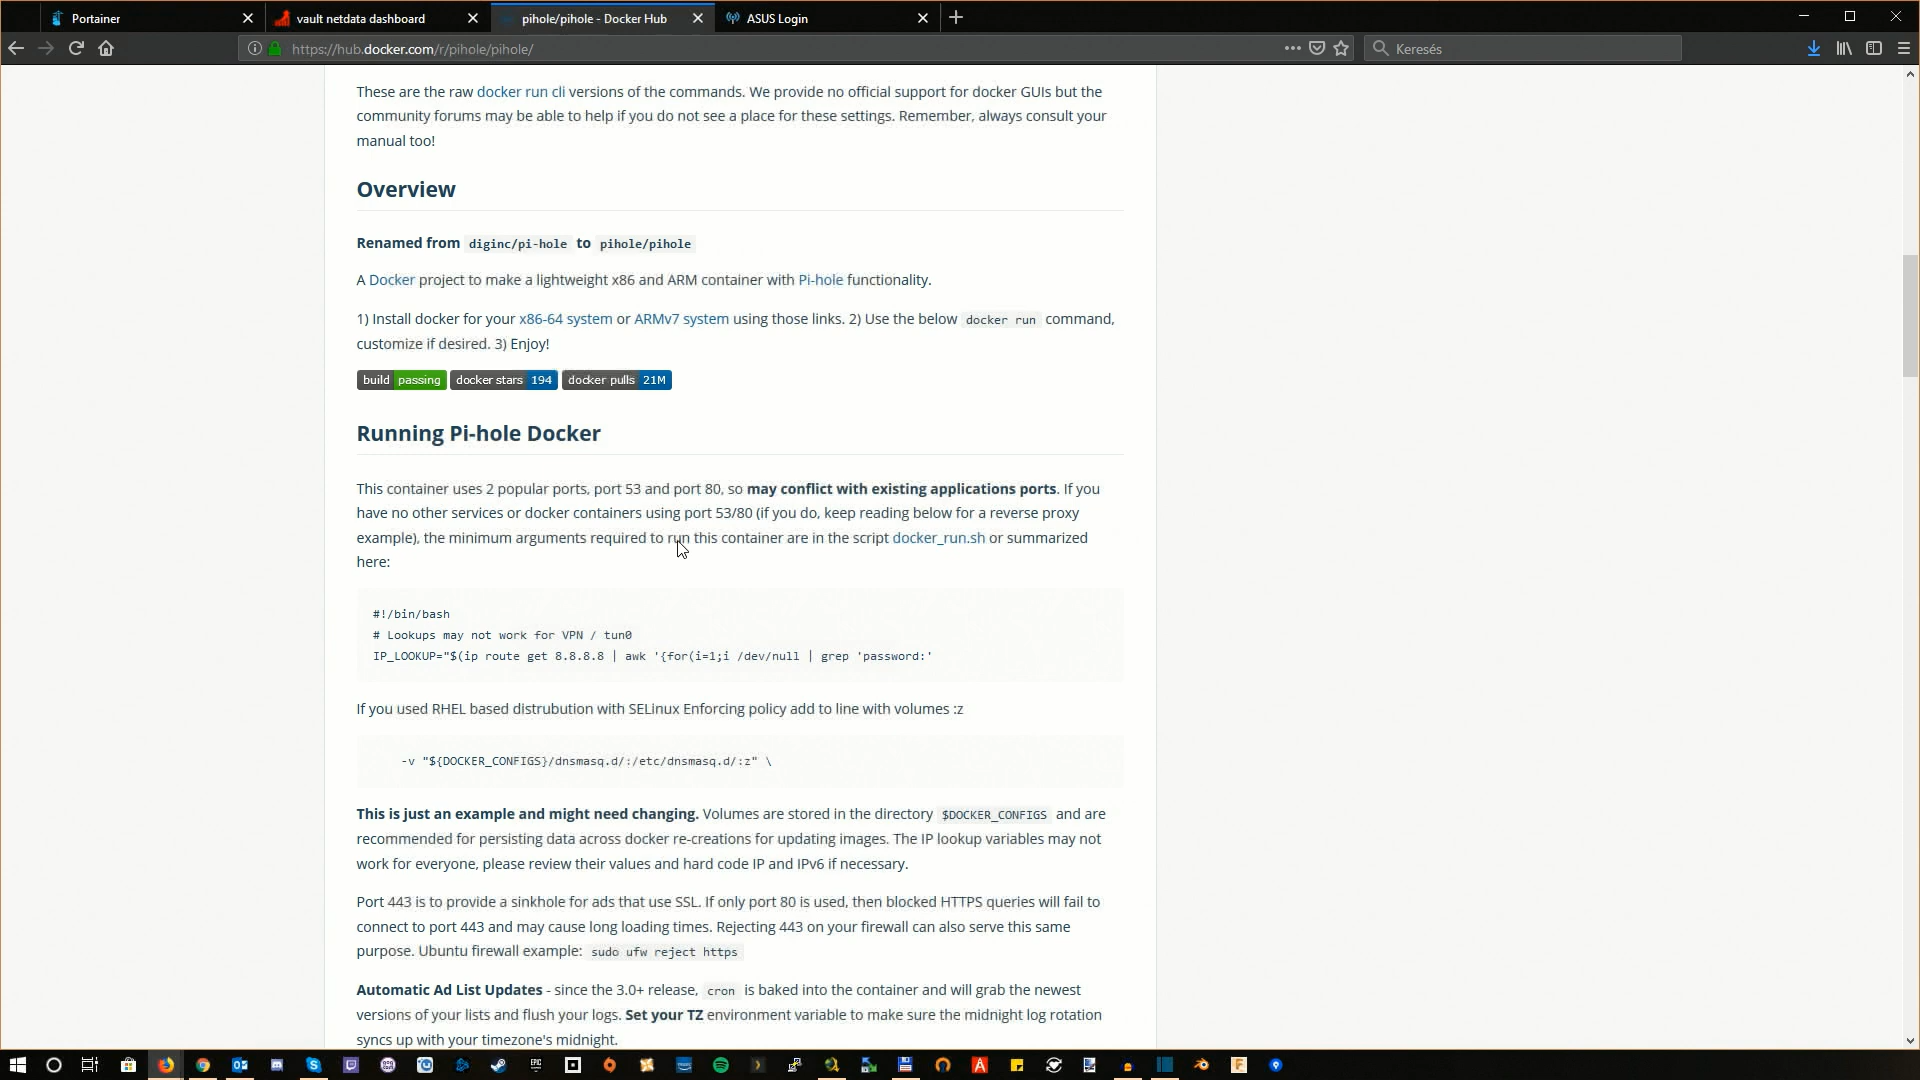 Portainer
vault netdata dashboard
pihole/pihole - Docker Hub
ASUS Login
https://hub.docker.com/r/pihole/pihole/
Keresés
These are the raw docker run cli versions of the commands. We provide no official support for docker GUIs but the
community forums may be able to help if you do not see a place for these settings. Remember, always consult your
manual too!
Overview
Renamed from diginc/pi-hole to pihole/pihole
A Docker project to make a lightweight x86 and ARM container with Pi-hole functionality.
1) Install docker for your x86-64 system or ARMv7 system using those links. 2) Use the below docker run command,
customize if desired. 3) Enjoy!
build passing docker stars 194 docker pulls 21M
Running Pi-hole Docker
This container uses 2 popular ports, port 53 and port 80, so may conflict with existing applications ports. If you
have no other services or docker containers using port 53/80 (if you do, keep reading below for a reverse proxy
example), the minimum arguments required to run this container are in the script docker_run.sh or summarized
here:
#!/bin/bash
# Lookups may not work for VPN / tun0
IP_LOOKUP="$(ip route get 8.8.8.8 | awk '{for(i=1;i /dev/null | grep 'password:'
If you used RHEL based distrubution with SELinux Enforcing policy add to line with volumes :z
-v "${DOCKER_CONFIGS}/dnsmasq.d/:/etc/dnsmasq.d/:z" \
This is just an example and might need changing. Volumes are stored in the directory $DOCKER_CONFIGS and are
recommended for persisting data across docker re-creations for updating images. The IP lookup variables may not
work for everyone, please review their values and hard code IP and IPv6 if necessary.
Port 443 is to provide a sinkhole for ads that use SSL. If only port 80 is used, then blocked HTTPS queries will fail to
connect to port 443 and may cause long loading times. Rejecting 443 on your firewall can also serve this same
purpose. Ubuntu firewall example: sudo ufw reject https
Automatic Ad List Updates - since the 3.0+ release, cron is baked into the container and will grab the newest
versions of your lists and flush your logs. Set your TZ environment variable to make sure the midnight log rotation
syncs up with your timezone's midnight.